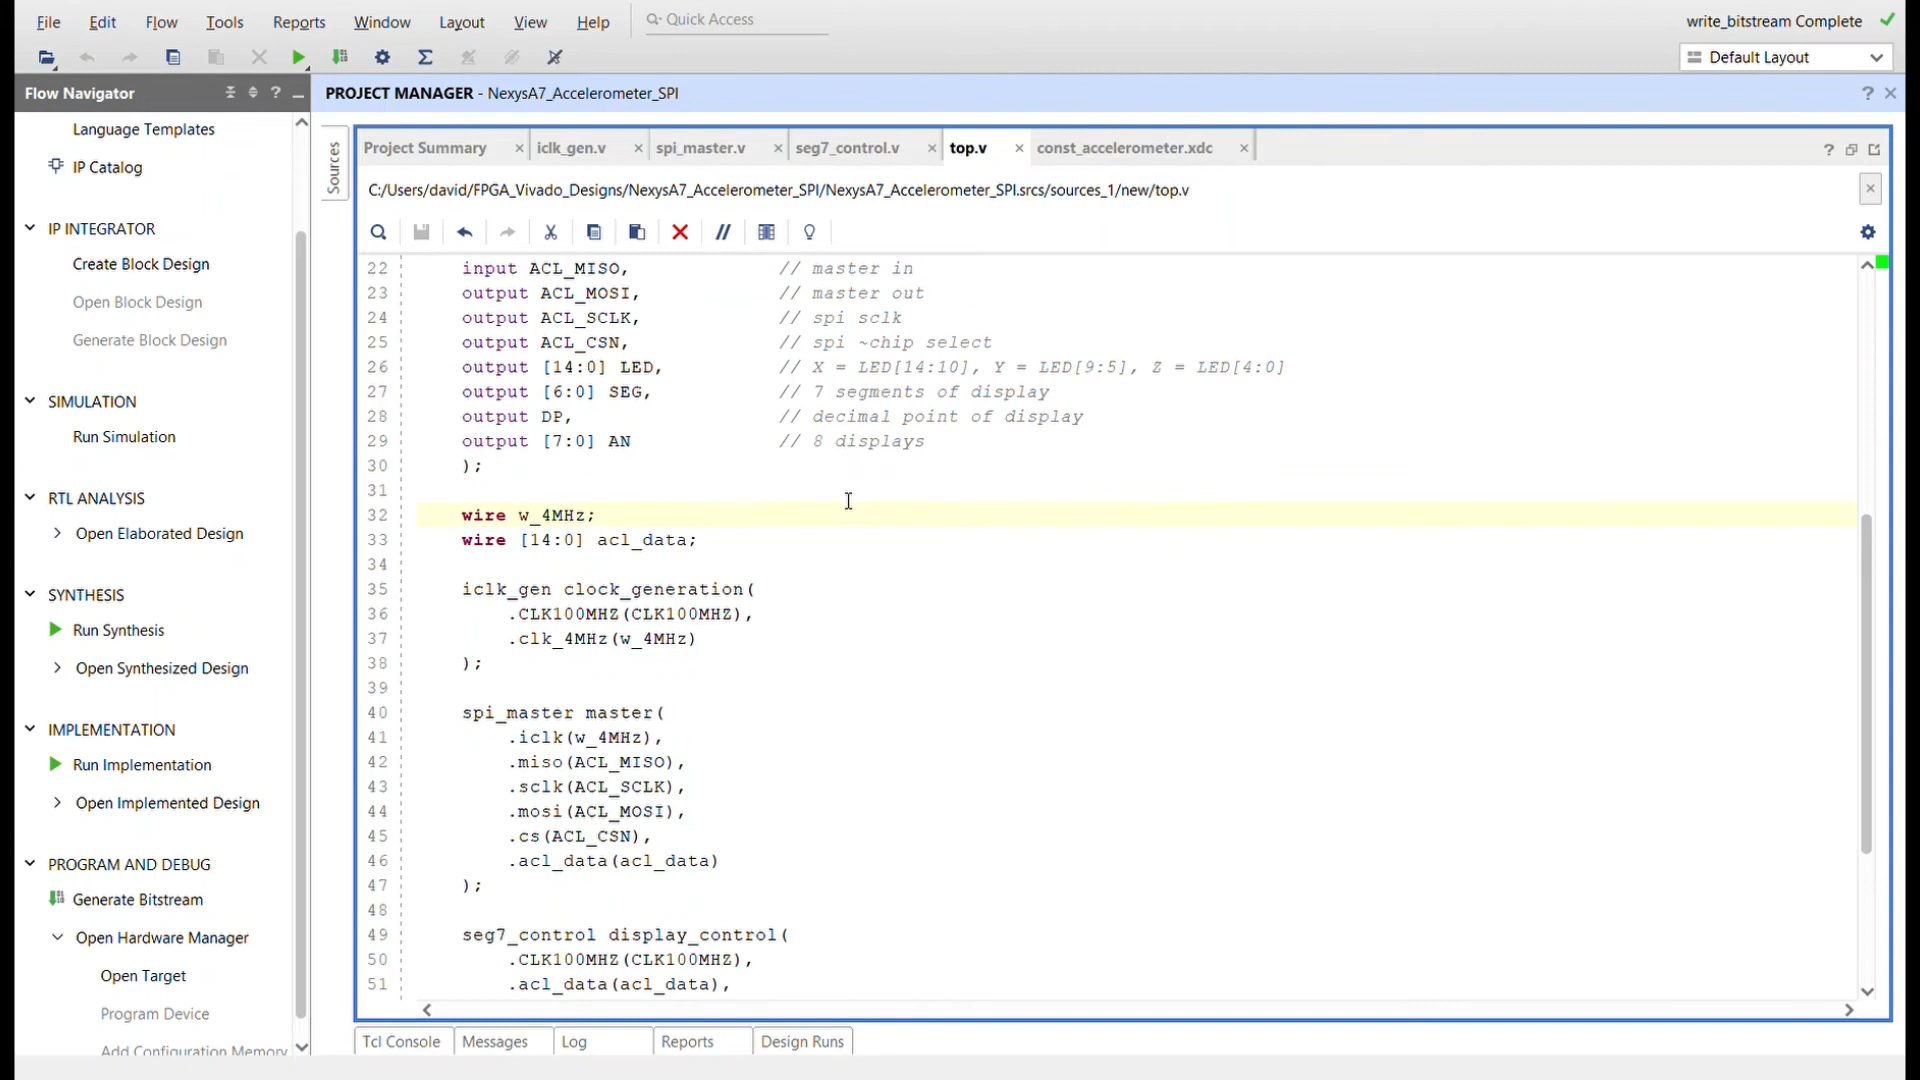 File Edit Flow Tools Reports Window Layout View Help Quick Access write_bitstream Complete
Default Layout
Flow Navigator ? PROJECT MANAGER - NexysA7_Accelerometer_SPI ?
Language Templates
IP Catalog
IP INTEGRATOR
Create Block Design
Open Block Design
Generate Block Design
SIMULATION
Run Simulation
RTL ANALYSIS
Open Elaborated Design
SYNTHESIS
Run Synthesis
Open Synthesized Design
IMPLEMENTATION
Run Implementation
Open Implemented Design
PROGRAM AND DEBUG
Generate Bitstream
Open Hardware Manager
Open Target
Program Device
Add Configuration Memory
Sources
Project Summary iclk_gen.v spi_master.v seg7_control.v top.v const_accelerometer.xdc ?
C:/Users/david/FPGA_Vivado_Designs/NexysA7_Accelerometer_SPI/NexysA7_Accelerometer_SPI.srcs/sources_1/new/top.v
22 input ACL_MISO, // master in
23 output ACL_MOSI, // master out
24 output ACL_SCLK, // spi sclk
25 output ACL_CSN, // spi ~chip select
26 output [14:0] LED, // X = LED[14:10], Y = LED[9:5], Z = LED[4:0]
27 output [6:0] SEG, // 7 segments of display
28 output DP, // decimal point of display
29 output [7:0] AN // 8 displays
30 );
31
32 wire w_4MHz;
33 wire [14:0] acl_data;
34
35 iclk_gen clock_generation(
36 .CLK100MHZ(CLK100MHZ),
37 .clk_4MHz(w_4MHz)
38 );
39
40 spi_master master(
41 .iclk(w_4MHz),
42 .miso(ACL_MISO),
43 .sclk(ACL_SCLK),
44 .mosi(ACL_MOSI),
45 .cs(ACL_CSN),
46 .acl_data(acl_data)
47 );
48
49 seg7_control display_control(
50 .CLK100MHZ(CLK100MHZ),
51 .acl_data(acl_data),
Tcl Console Messages Log Reports Design Runs